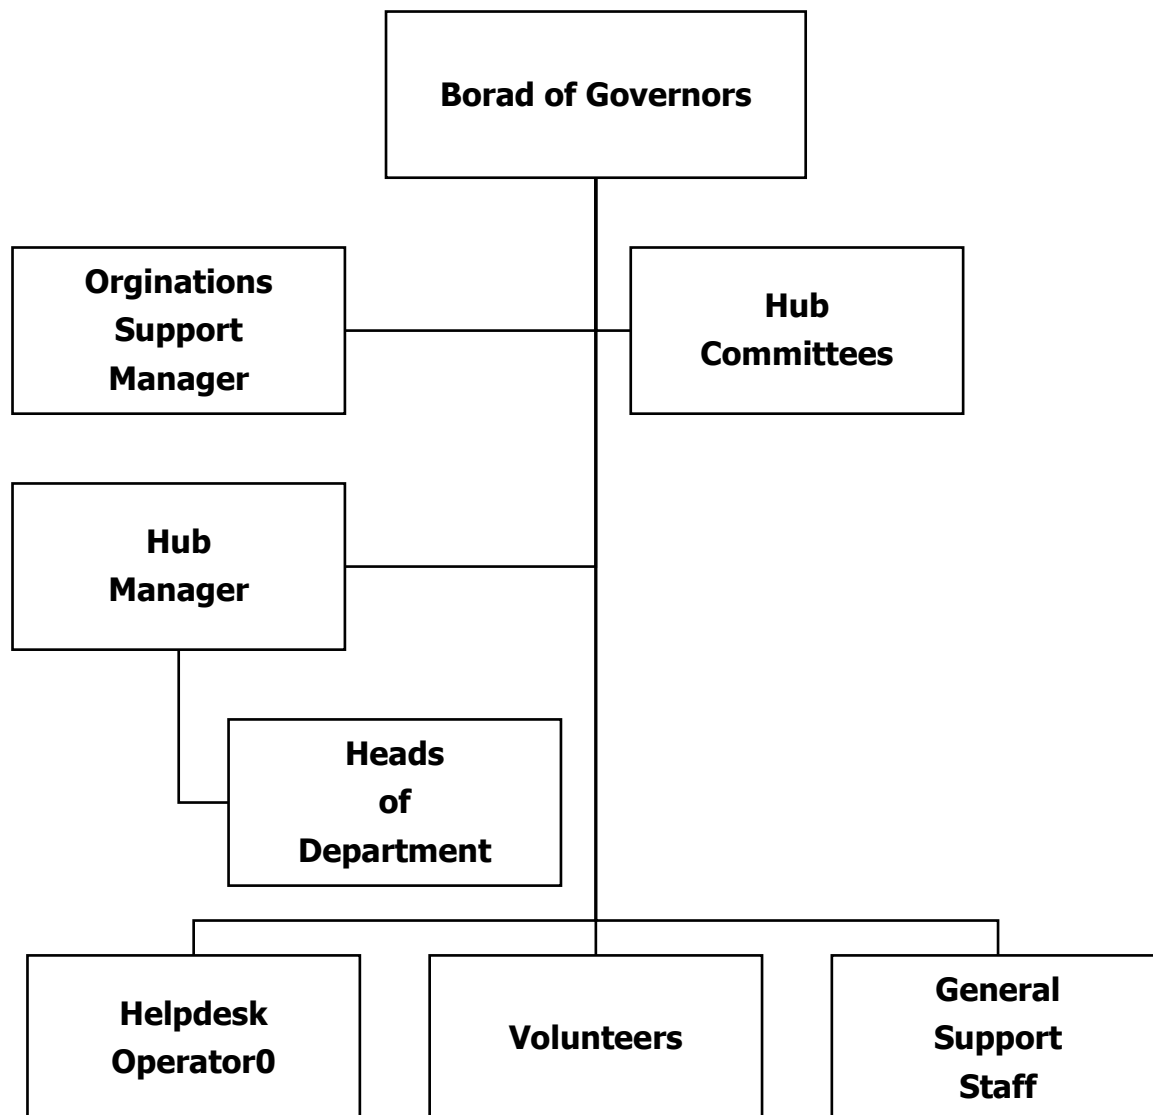 Borad of Governors
Orginations
Support
Manager
Hub
Committees
Hub
Manager
Heads
of
Department
Helpdesk
Operator0
Volunteers
General
Support
Staff